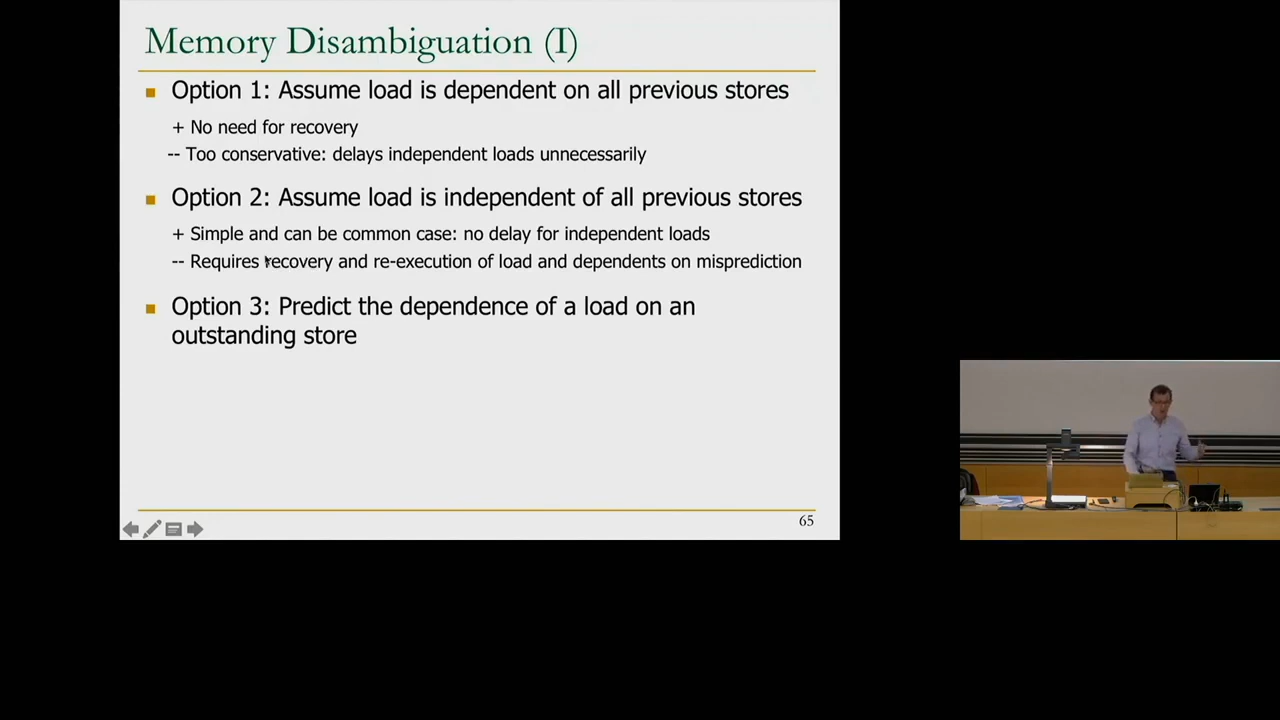 Memory Disambiguation (I)
Option 1: Assume load is dependent on all previous stores
+ No need for recovery
-- Too conservative: delays independent loads unnecessarily
Option 2: Assume load is independent of all previous stores
+ Simple and can be common case: no delay for independent loads
-- Requires recovery and re-execution of load and dependents on misprediction
Option 3: Predict the dependence of a load on an
outstanding store
65